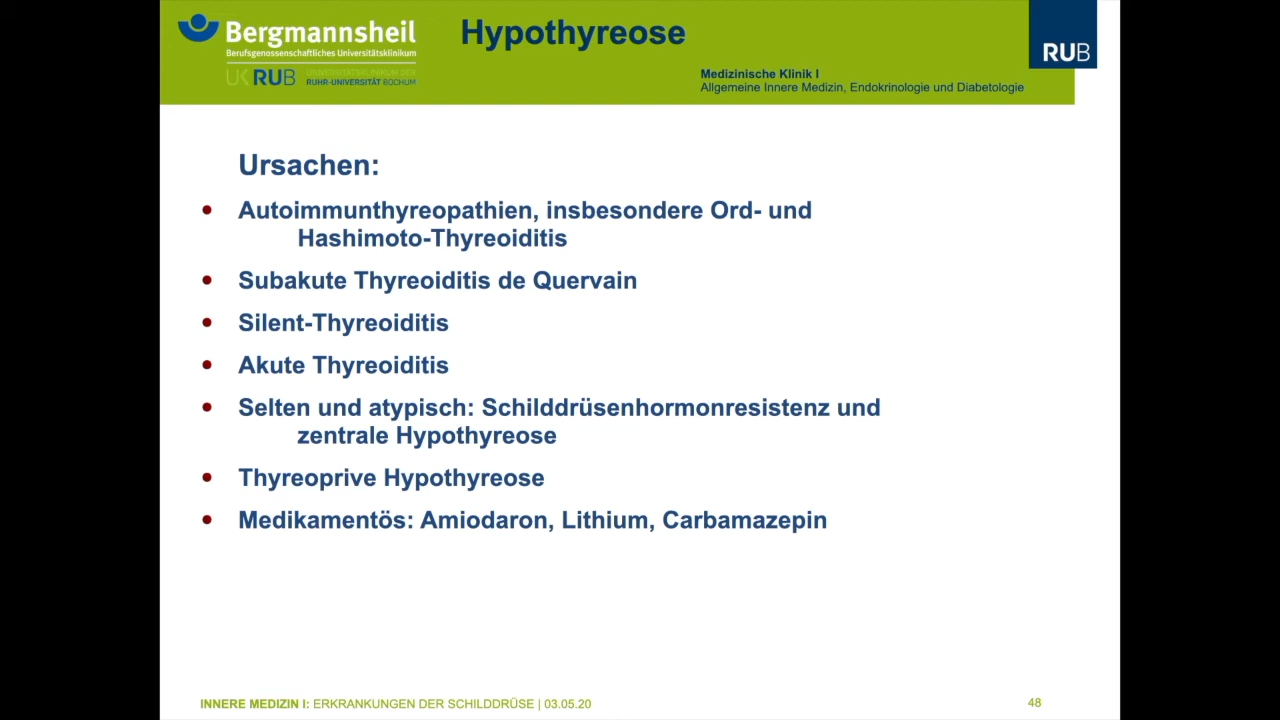 Bergmannsheil
Berufsgenossenschaftliches Universitätsklinikum
UK RUB UNIVERSITÄTSKLINIKUM DER
RUHR-UNIVERSITÄT BOCHUM
Hypothyreose
Medizinische Klinik I
Allgemeine Innere Medizin, Endokrinologie und Diabetologie
RUB
Ursachen:
• Autoimmunthyreopathien, insbesondere Ord- und
Hashimoto-Thyreoiditis
• Subakute Thyreoiditis de Quervain
• Silent-Thyreoiditis
• Akute Thyreoiditis
• Selten und atypisch: Schilddrüsenhormonresistenz und
zentrale Hypothyreose
• Thyreoprive Hypothyreose
• Medikamentös: Amiodaron, Lithium, Carbamazepin
INNERE MEDIZIN I: ERKRANKUNGEN DER SCHILDDRÜSE | 03.05.20
48